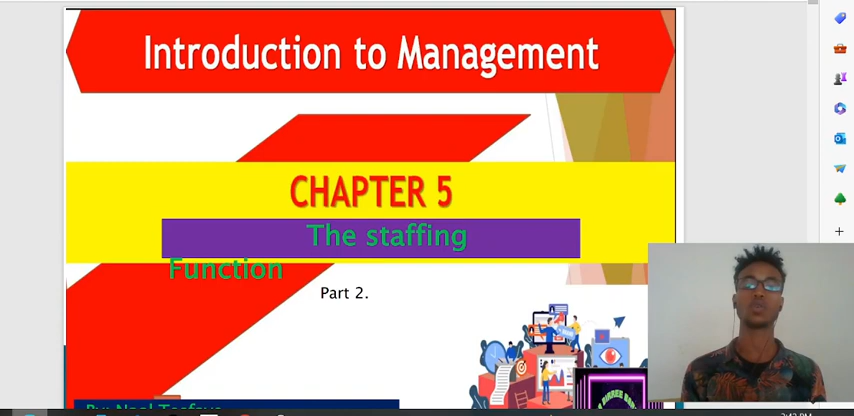 Introduction to Management
CHAPTER 5
The staffing
Function
Part 2.